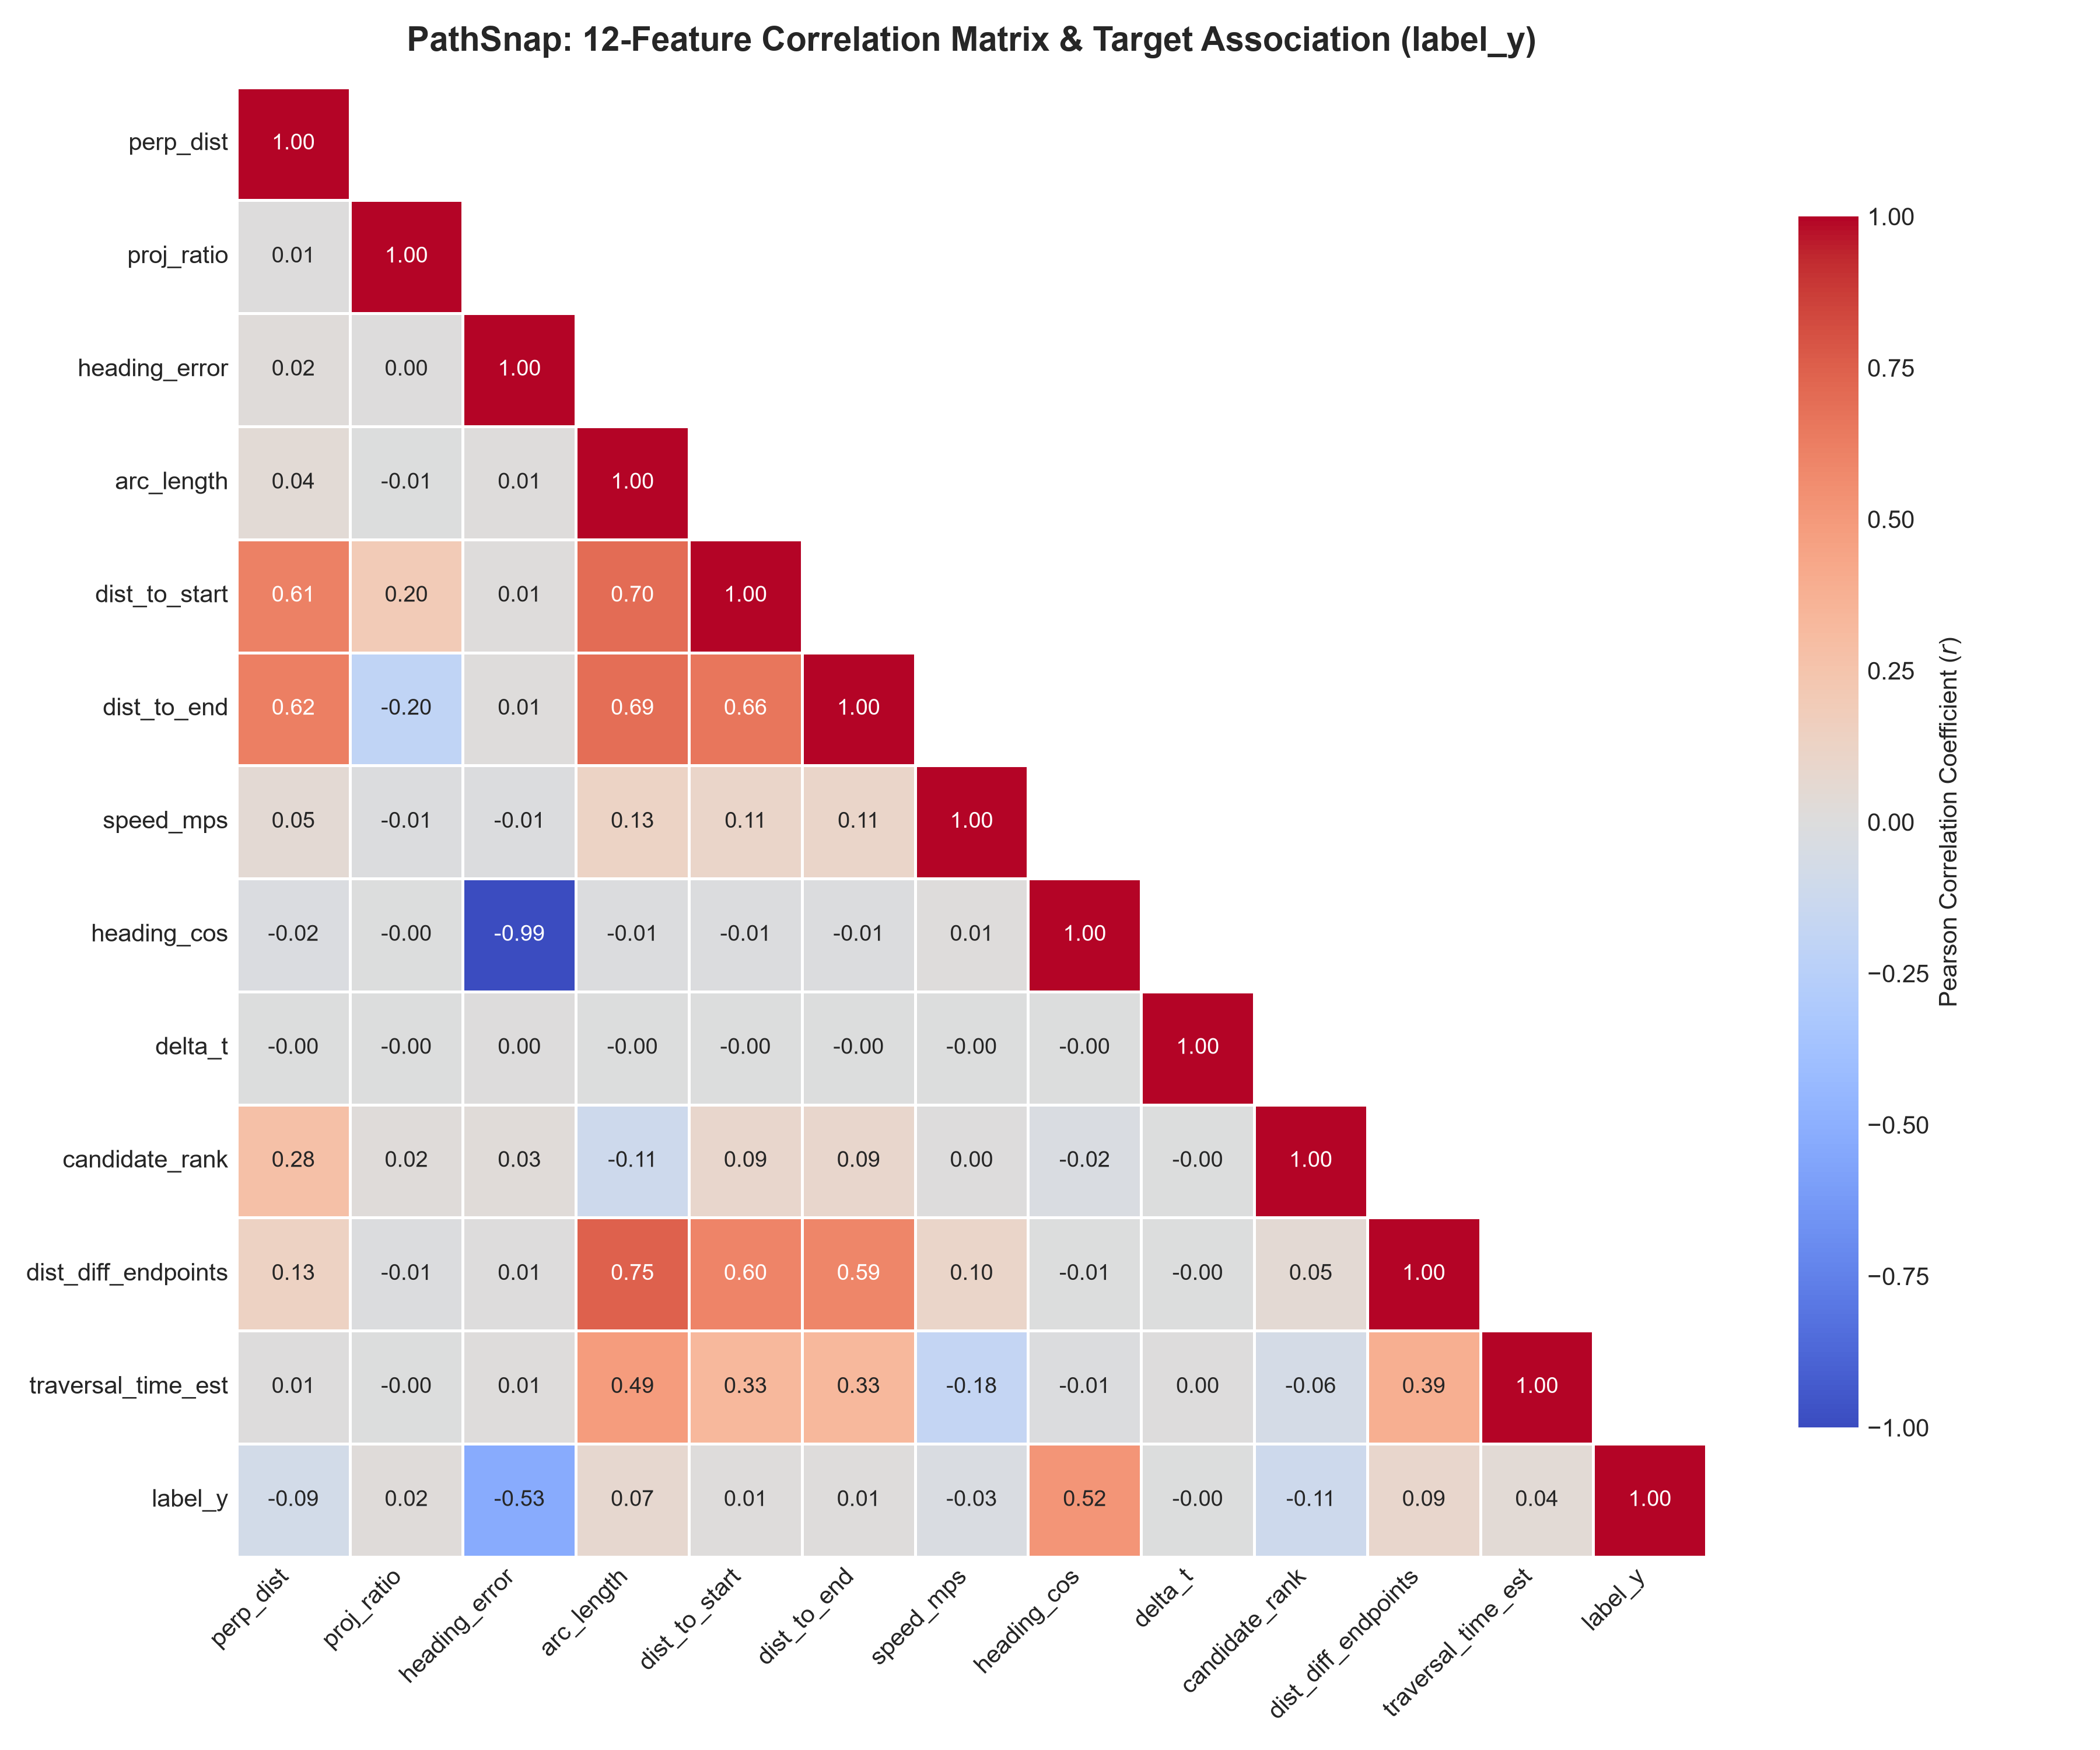 PathSnap: 12-Feature Correlation Matrix & Target Association (label_y)
perp_dist 1.00
proj_ratio 0.01 1.00
heading_error 0.02 0.00 1.00
arc_length 0.04 -0.01 0.01 1.00
dist_to_start 0.61 0.20 0.01 0.70 1.00
dist_to_end 0.62 -0.20 0.01 0.69 0.66 1.00
speed_mps 0.05 -0.01 -0.01 0.13 0.11 0.11 1.00
heading_cos -0.02 -0.00 -0.99 -0.01 -0.01 -0.01 0.01 1.00
delta_t -0.00 -0.00 0.00 -0.00 -0.00 -0.00 -0.00 -0.00 1.00
candidate_rank 0.28 0.02 0.03 -0.11 0.09 0.09 0.00 -0.02 -0.00 1.00
dist_diff_endpoints 0.13 -0.01 0.01 0.75 0.60 0.59 0.10 -0.01 -0.00 0.05 1.00
traversal_time_est 0.01 -0.00 0.01 0.49 0.33 0.33 -0.18 -0.01 0.00 -0.06 0.39 1.00
label_y -0.09 0.02 -0.53 0.07 0.01 0.01 -0.03 0.52 -0.00 -0.11 0.09 0.04 1.00
perp_dist proj_ratio heading_error arc_length dist_to_start dist_to_end speed_mps heading_cos delta_t candidate_rank dist_diff_endpoints traversal_time_est label_y
1.00
0.75
0.50
0.25
0.00
−0.25
−0.50
−0.75
−1.00
Pearson Correlation Coefficient (r)